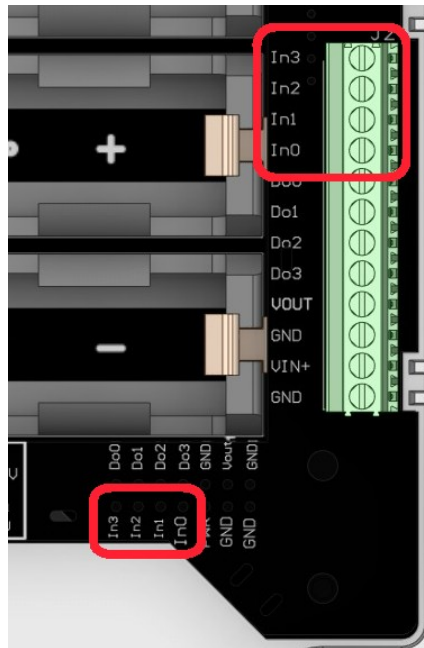 J2
In3
In2
In1
+
In0
Do0
Do1
Do2
Do3
VOUT
GND
-
VIN+
GND
Do0 Do1 Do2 Do3 GND Vout GND
In3 In2 In1 In0 PWR GND GND